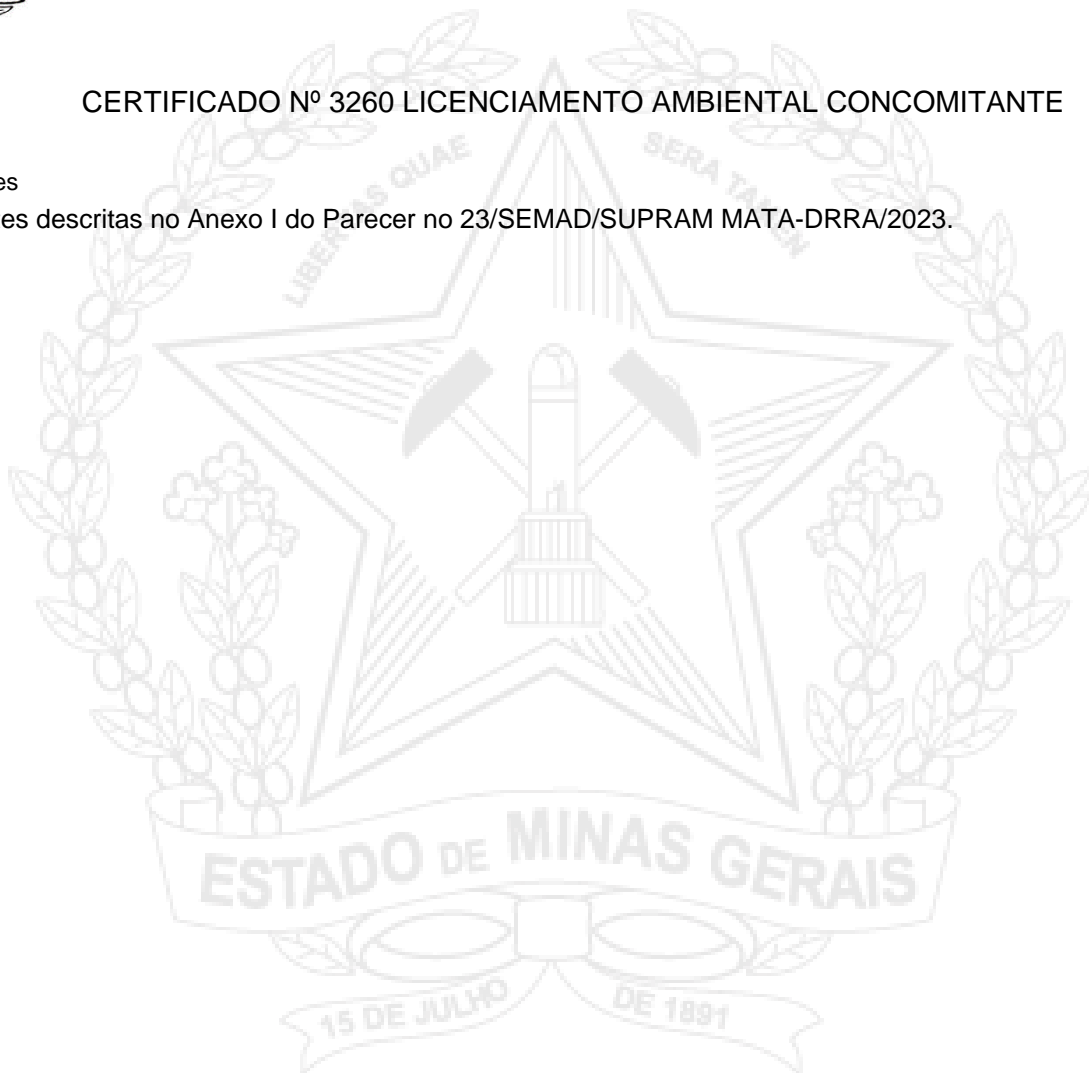 CERTIFICADO Nº 3260 LICENCIAMENTO AMBIENTAL CONCOMITANTE
es
es descritas no Anexo I do Parecer no 23/SEMAD/SUPRAM MATA-DRRA/2023.
LIBERTAS QUAE SERA TAMEN
ESTADO DE MINAS GERAIS
15 DE JULHO DE 1891